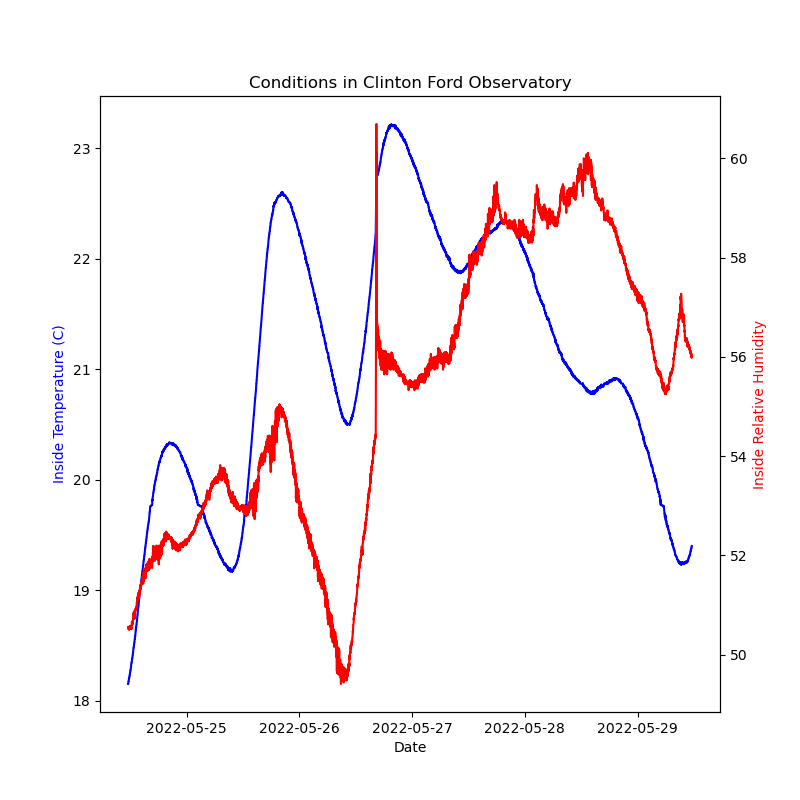 Conditions in Clinton Ford Observatory
23
22
21
20
19
18
Inside Temperature (C)
60
58
56
54
52
50
Inside Relative Humidity
2022-05-25 2022-05-26 2022-05-27 2022-05-28 2022-05-29
Date